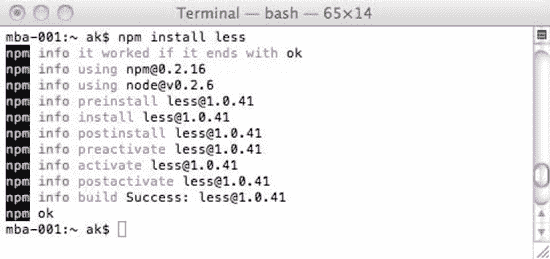 Terminal — bash — 65×14
mba-001:~ ak$ npm install less
npm info it worked if it ends with ok
npm info using npm@0.2.16
npm info using node@v0.2.6
npm info preinstall less@1.0.41
npm info install less@1.0.41
npm info postinstall less@1.0.41
npm info preactivate less@1.0.41
npm info activate less@1.0.41
npm info postactivate less@1.0.41
npm info build Success: less@1.0.41
npm ok
mba-001:~ ak$